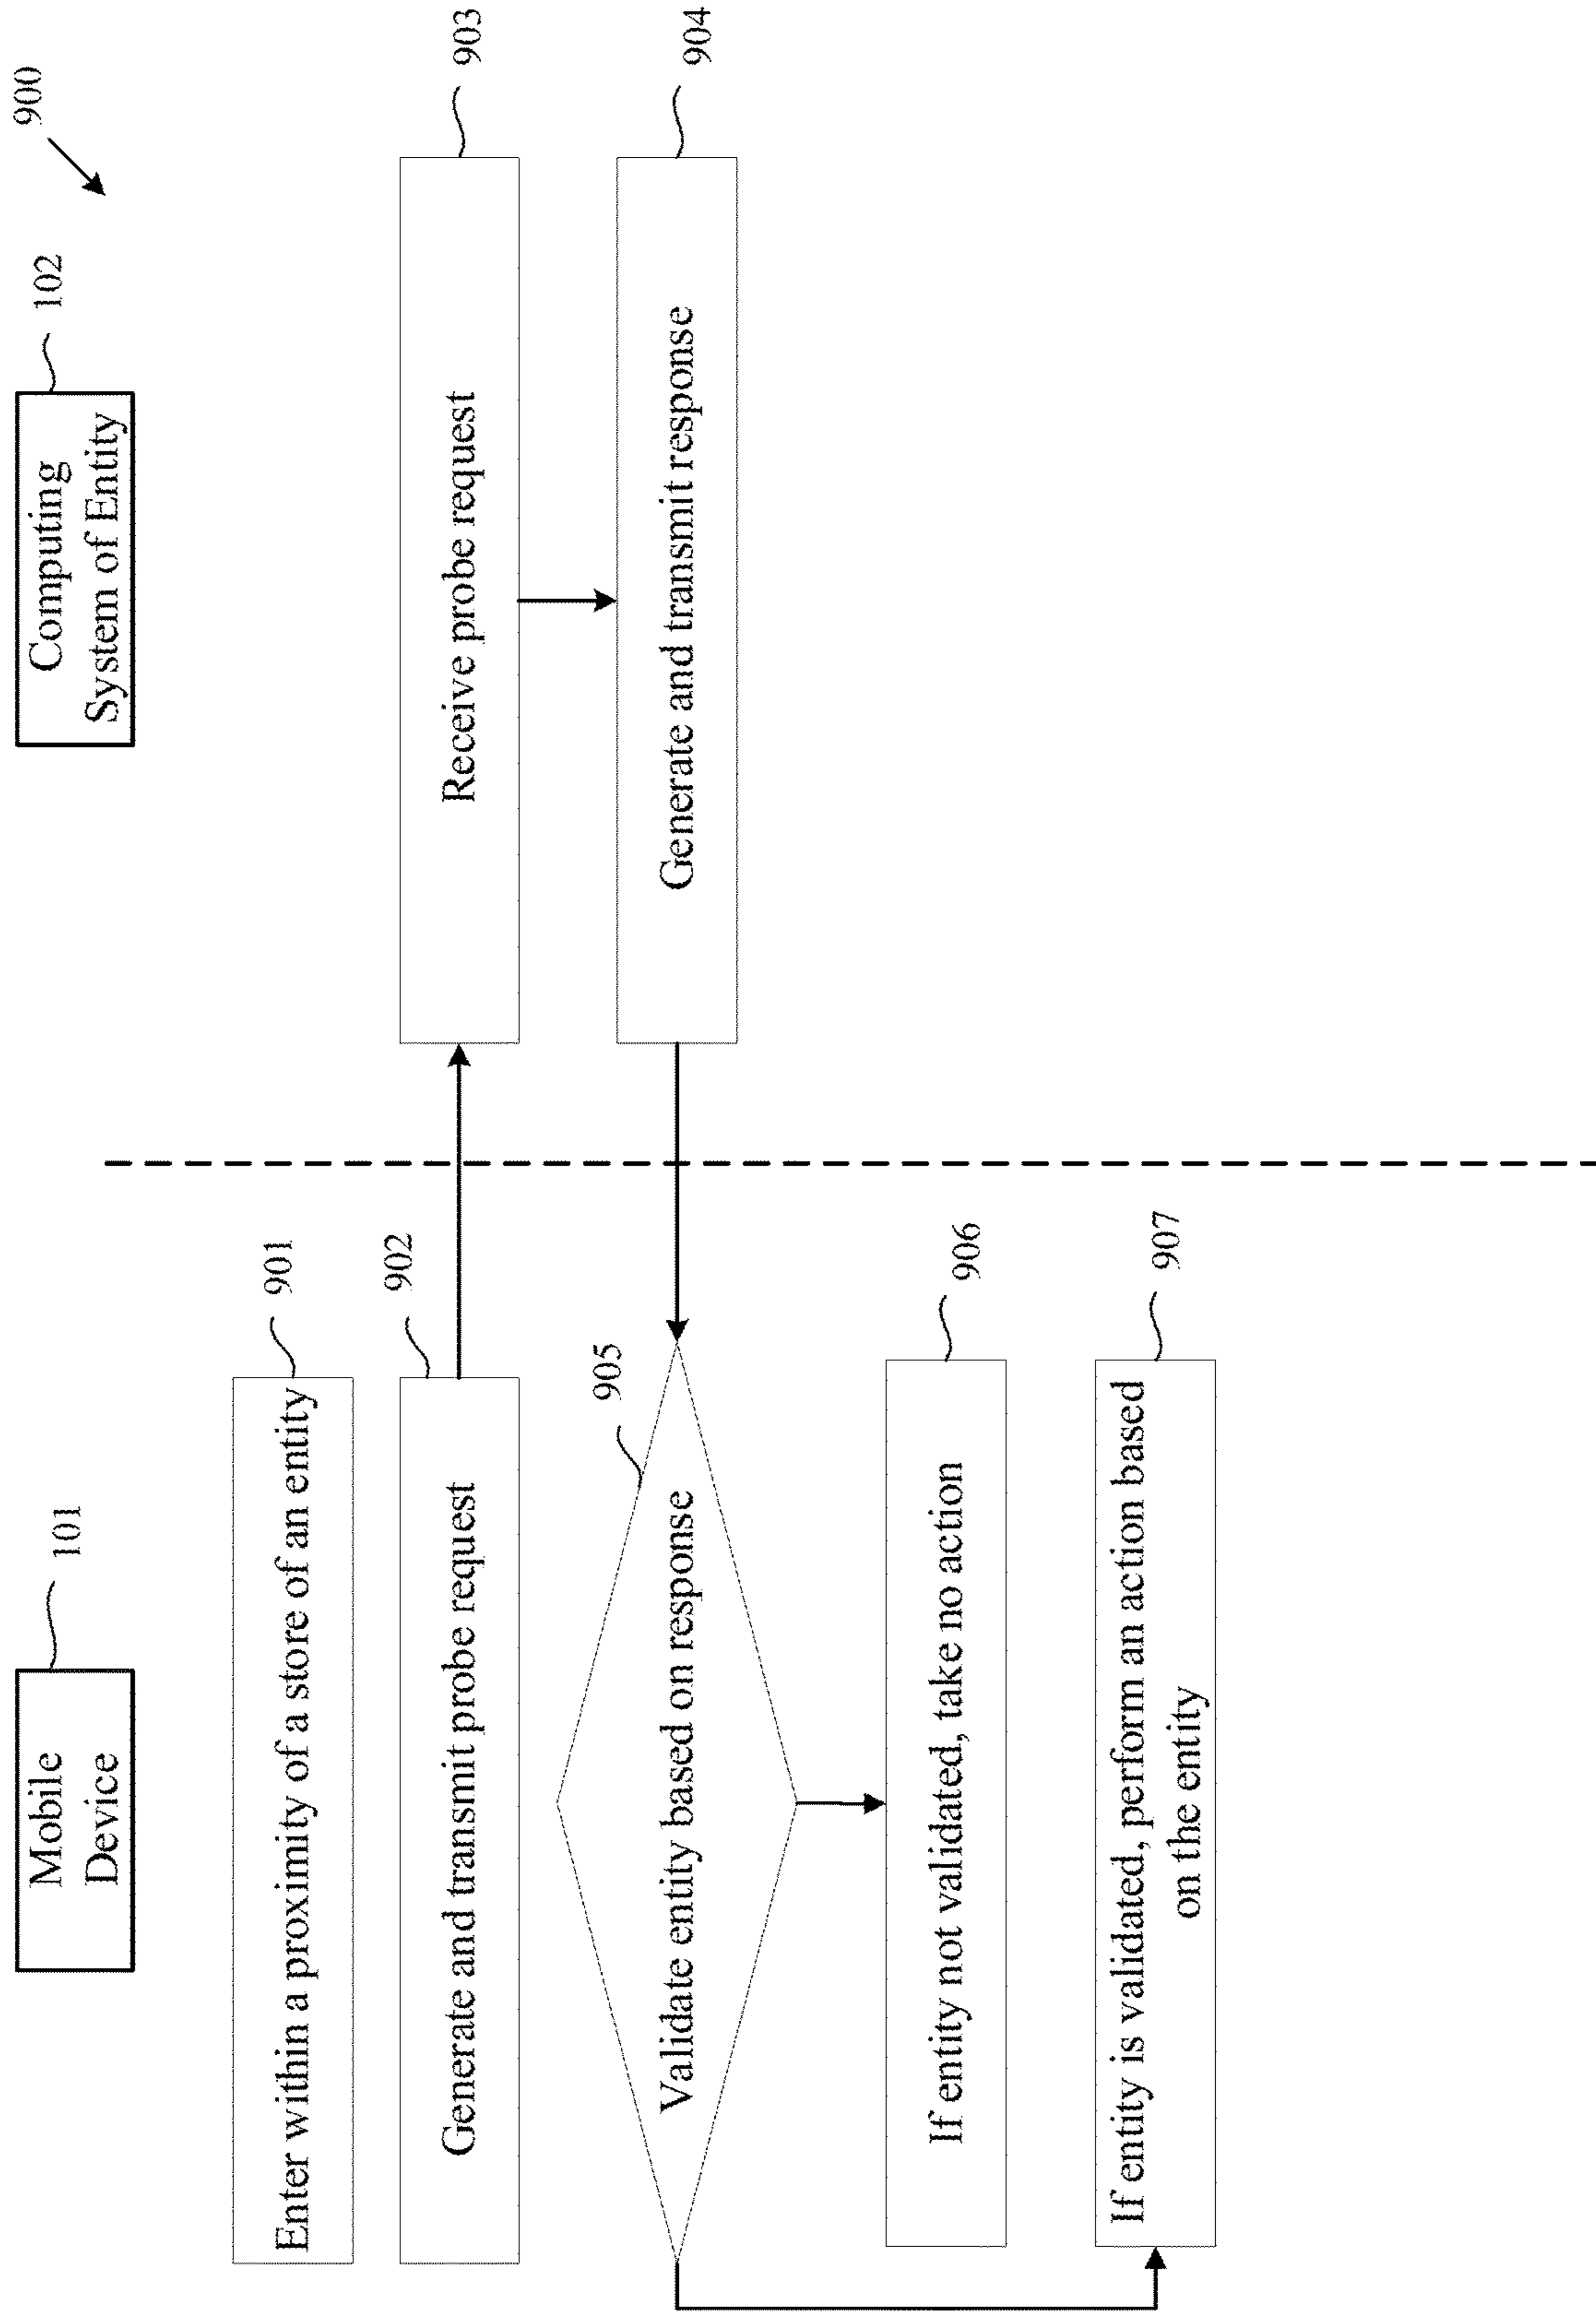 900
Mobile
Device
101
Computing
System of Entity
102
Enter within a proximity of a store of an entity
901
Generate and transmit probe request
902
Receive probe request
903
Generate and transmit response
904
Validate entity based on response
905
If entity not validated, take no action
906
If entity is validated, perform an action based
on the entity
907